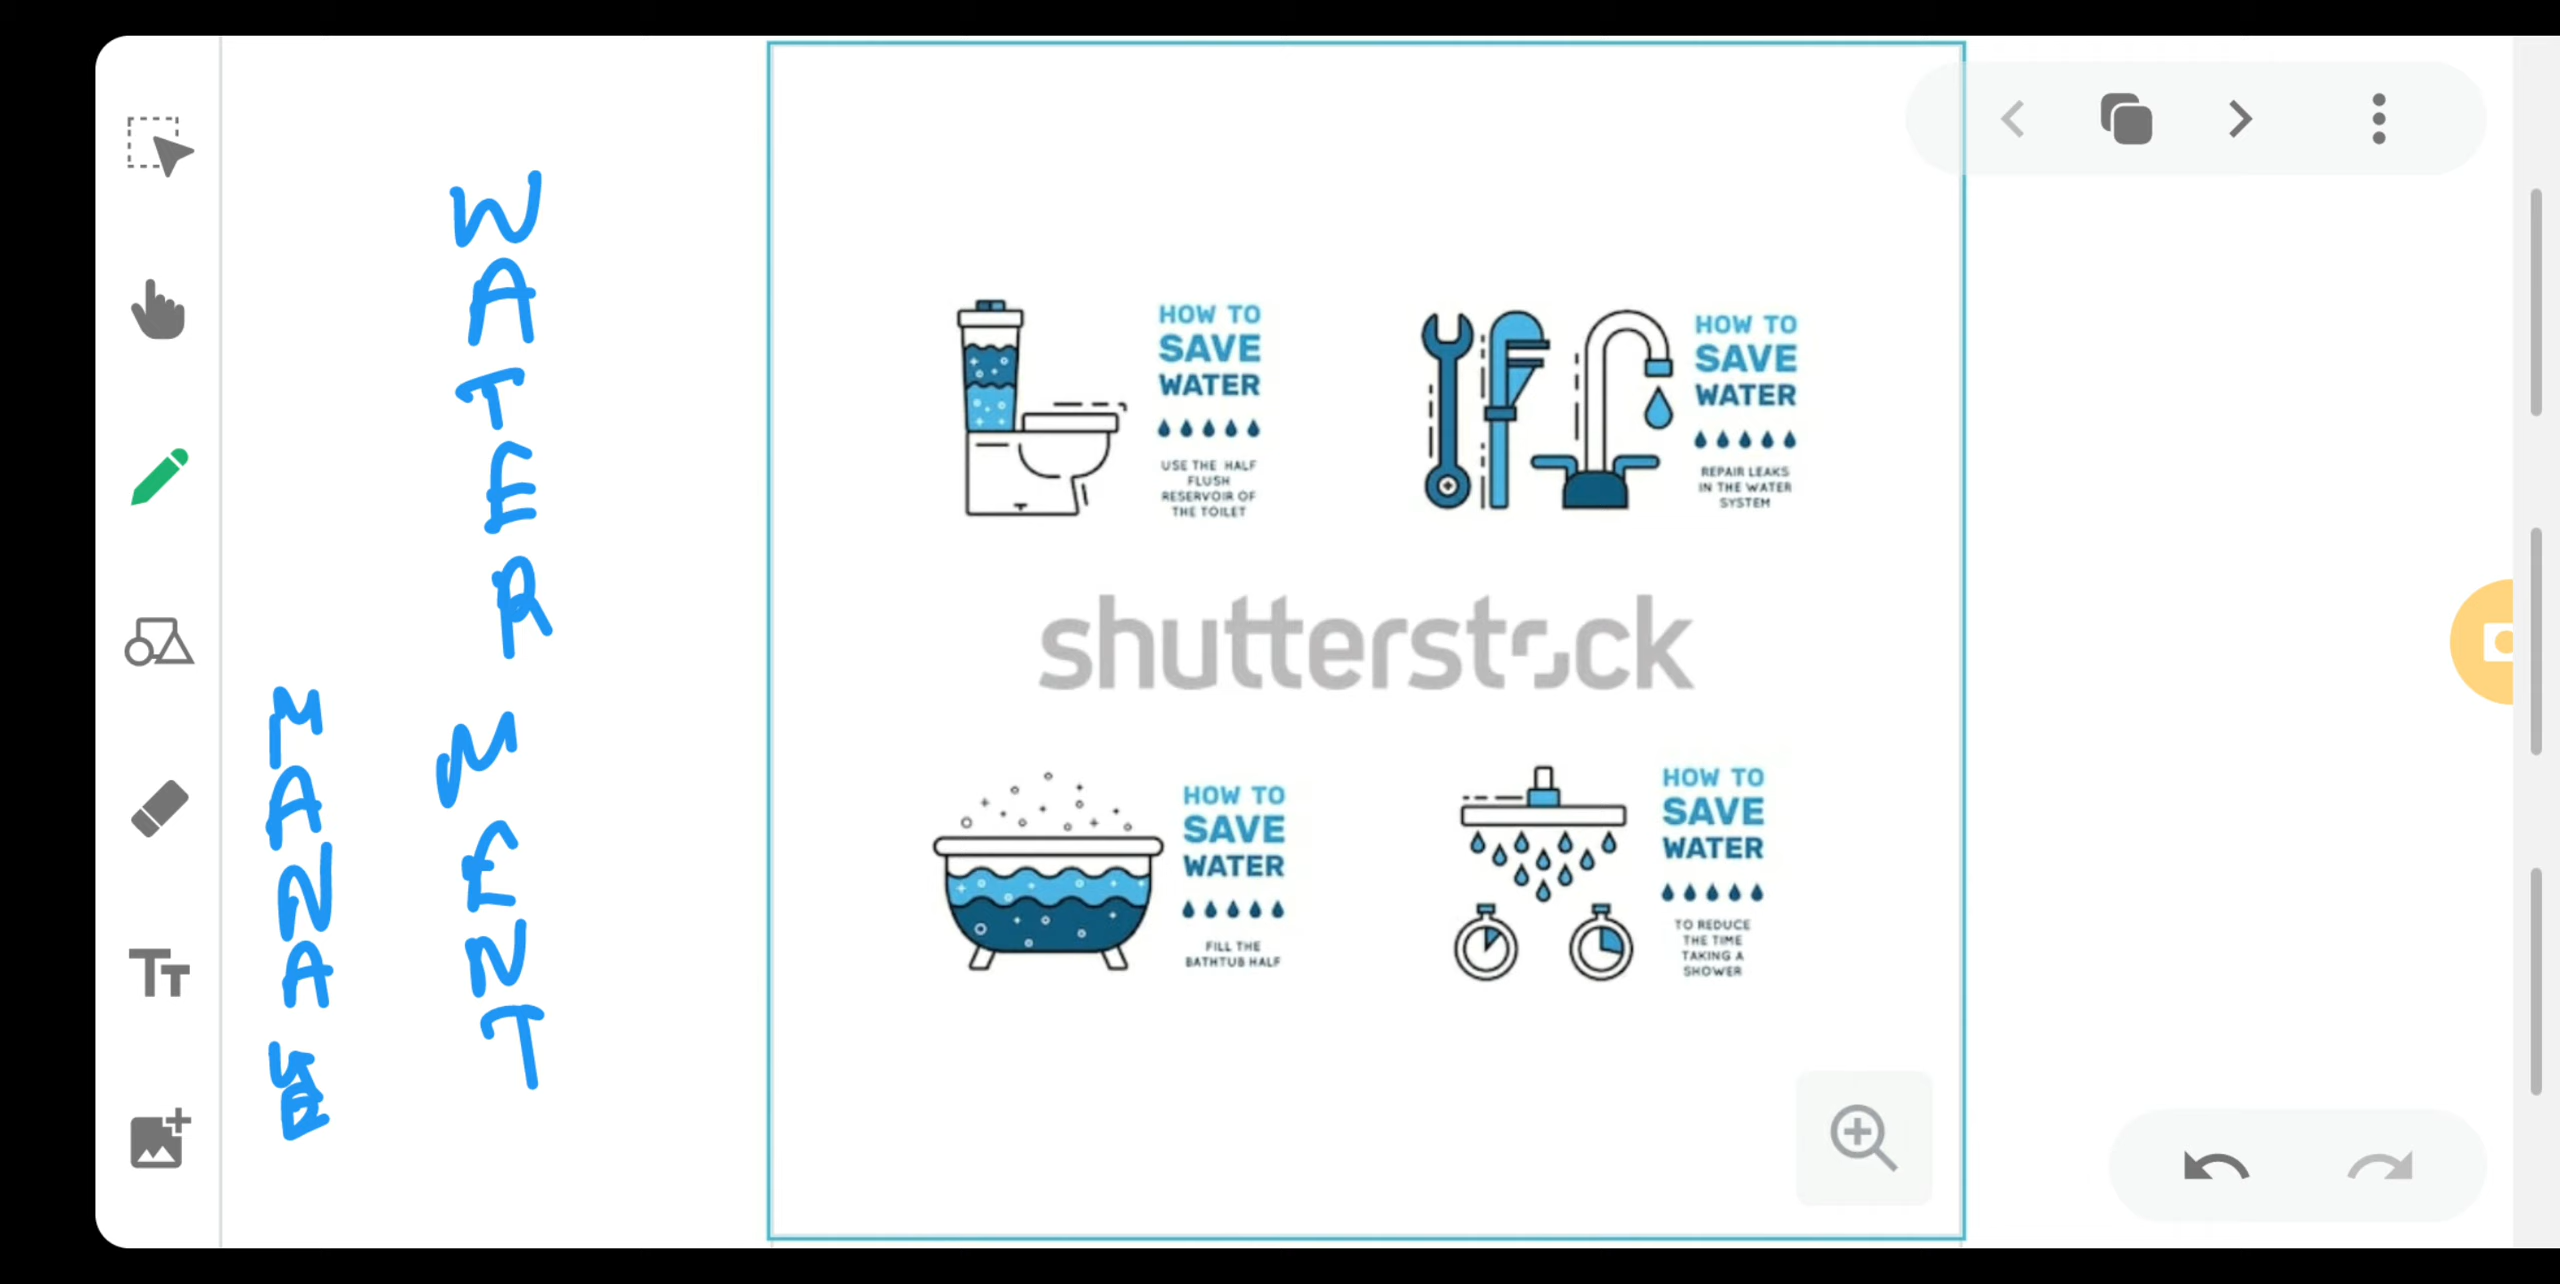 WATER
MANAGE
MENT
HOW TO
SAVE
WATER
USE THE HALF
FLUSH
RESERVOIR OF
THE TOILET
HOW TO
SAVE
WATER
REPAIR LEAKS
IN THE WATER
SYSTEM
shutterstock
HOW TO
SAVE
WATER
FILL THE
BATHTUB HALF
HOW TO
SAVE
WATER
TO REDUCE
THE TIME
TAKING A
SHOWER
TT